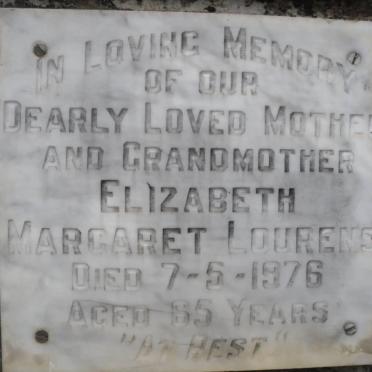 IN LOVING MEMORY
OF OUR
DEARLY LOVED MOTHER
AND GRANDMOTHER
ELIZABETH
MARGARET LOURENS
DIED 7-5-1976
AGED 65 YEARS
"AT REST"